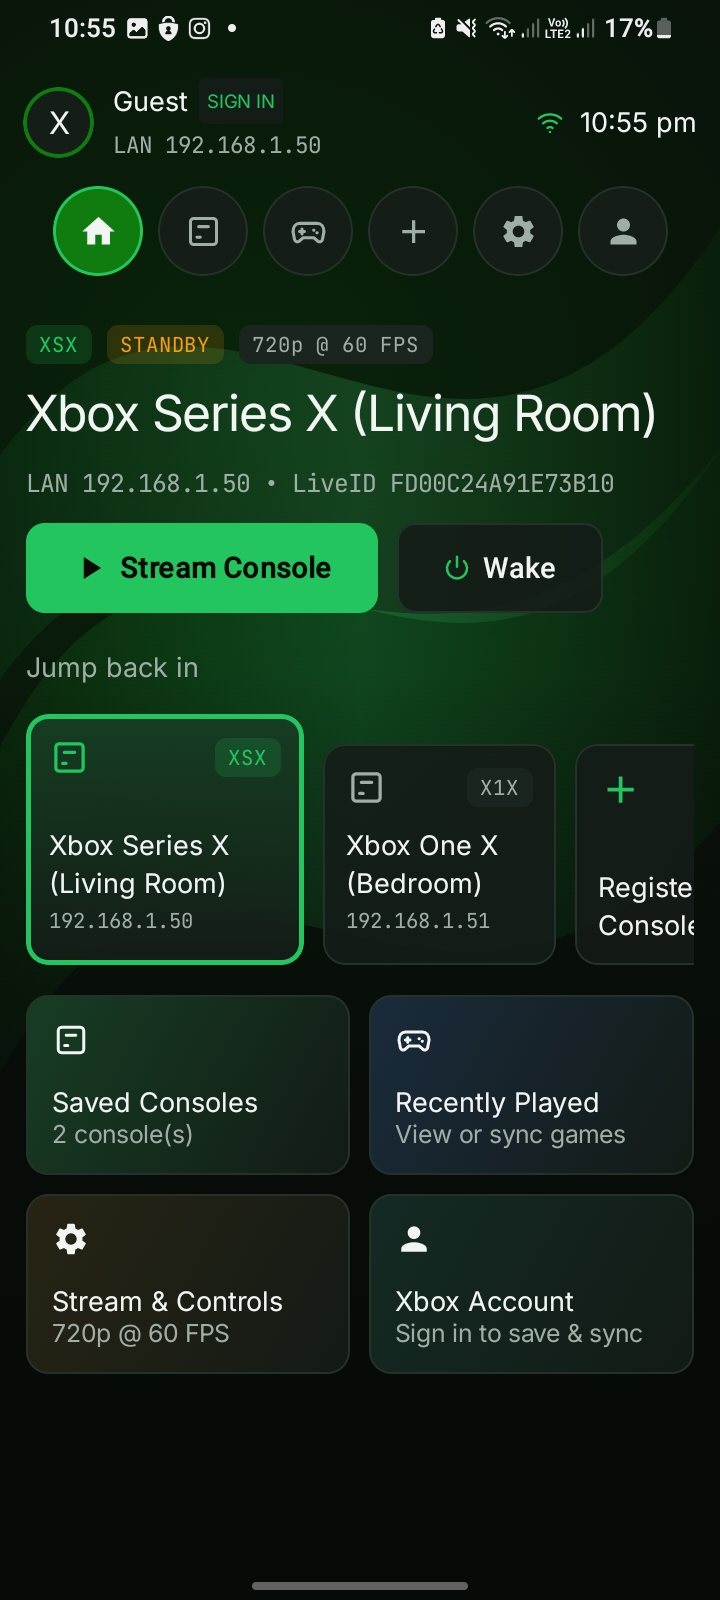 10:55
Vo))
LTE2
17%
X
Guest SIGN IN
LAN 192.168.1.50
10:55 pm
XSX STANDBY 720p @ 60 FPS
Xbox Series X (Living Room)
LAN 192.168.1.50 • LiveID FD00C24A91E73B10
Stream Console
Wake
Jump back in
XSX
Xbox Series X
(Living Room)
192.168.1.50
X1X
Xbox One X
(Bedroom)
192.168.1.51
Registe
Console
Saved Consoles
2 console(s)
Recently Played
View or sync games
Stream & Controls
720p @ 60 FPS
Xbox Account
Sign in to save & sync